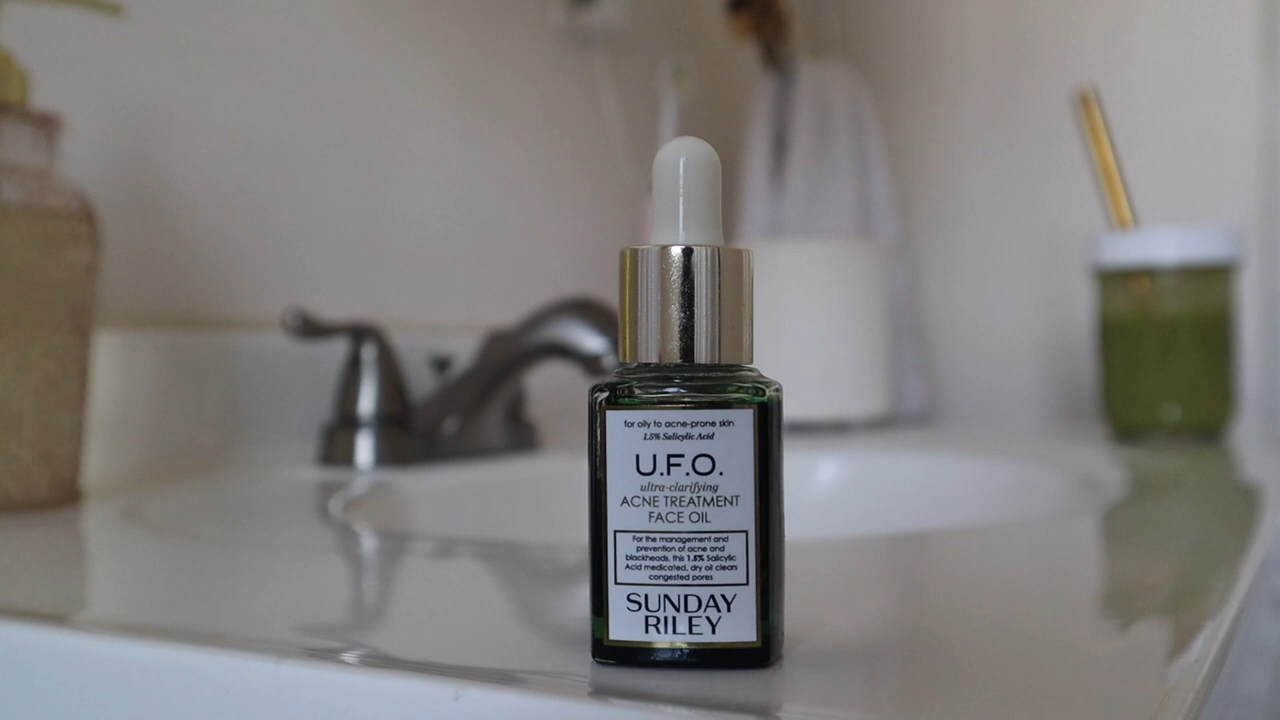 for oily to acne-prone skin
1.5% Salicylic Acid
U.F.O.
ultra-clarifying
ACNE TREATMENT
FACE OIL
For the management and
prevention of acne and
blackheads, this 1.5% Salicylic
Acid medicated, dry oil clears
congested pores
SUNDAY
RILEY